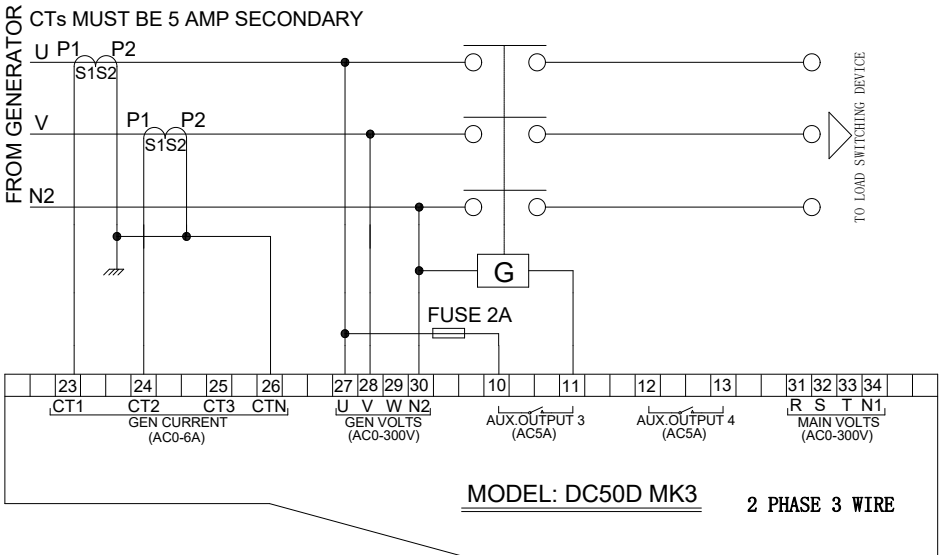 CTs MUST BE 5 AMP SECONDARY
FROM GENERATOR
U P1 P2
S1S2
V P1 P2
S1S2
N2
TO LOAD SWITCHING DEVICE
G
FUSE 2A
23 24 25 26 27 28 29 30 10 11 12 13 31 32 33 34
CT1 CT2 CT3 CTN U V W N2 R S T N1
GEN CURRENT
(AC0-6A)
GEN VOLTS
(AC0-300V)
AUX.OUTPUT 3
(AC5A)
AUX.OUTPUT 4
(AC5A)
MAIN VOLTS
(AC0-300V)
MODEL: DC50D MK3
2 PHASE 3 WIRE